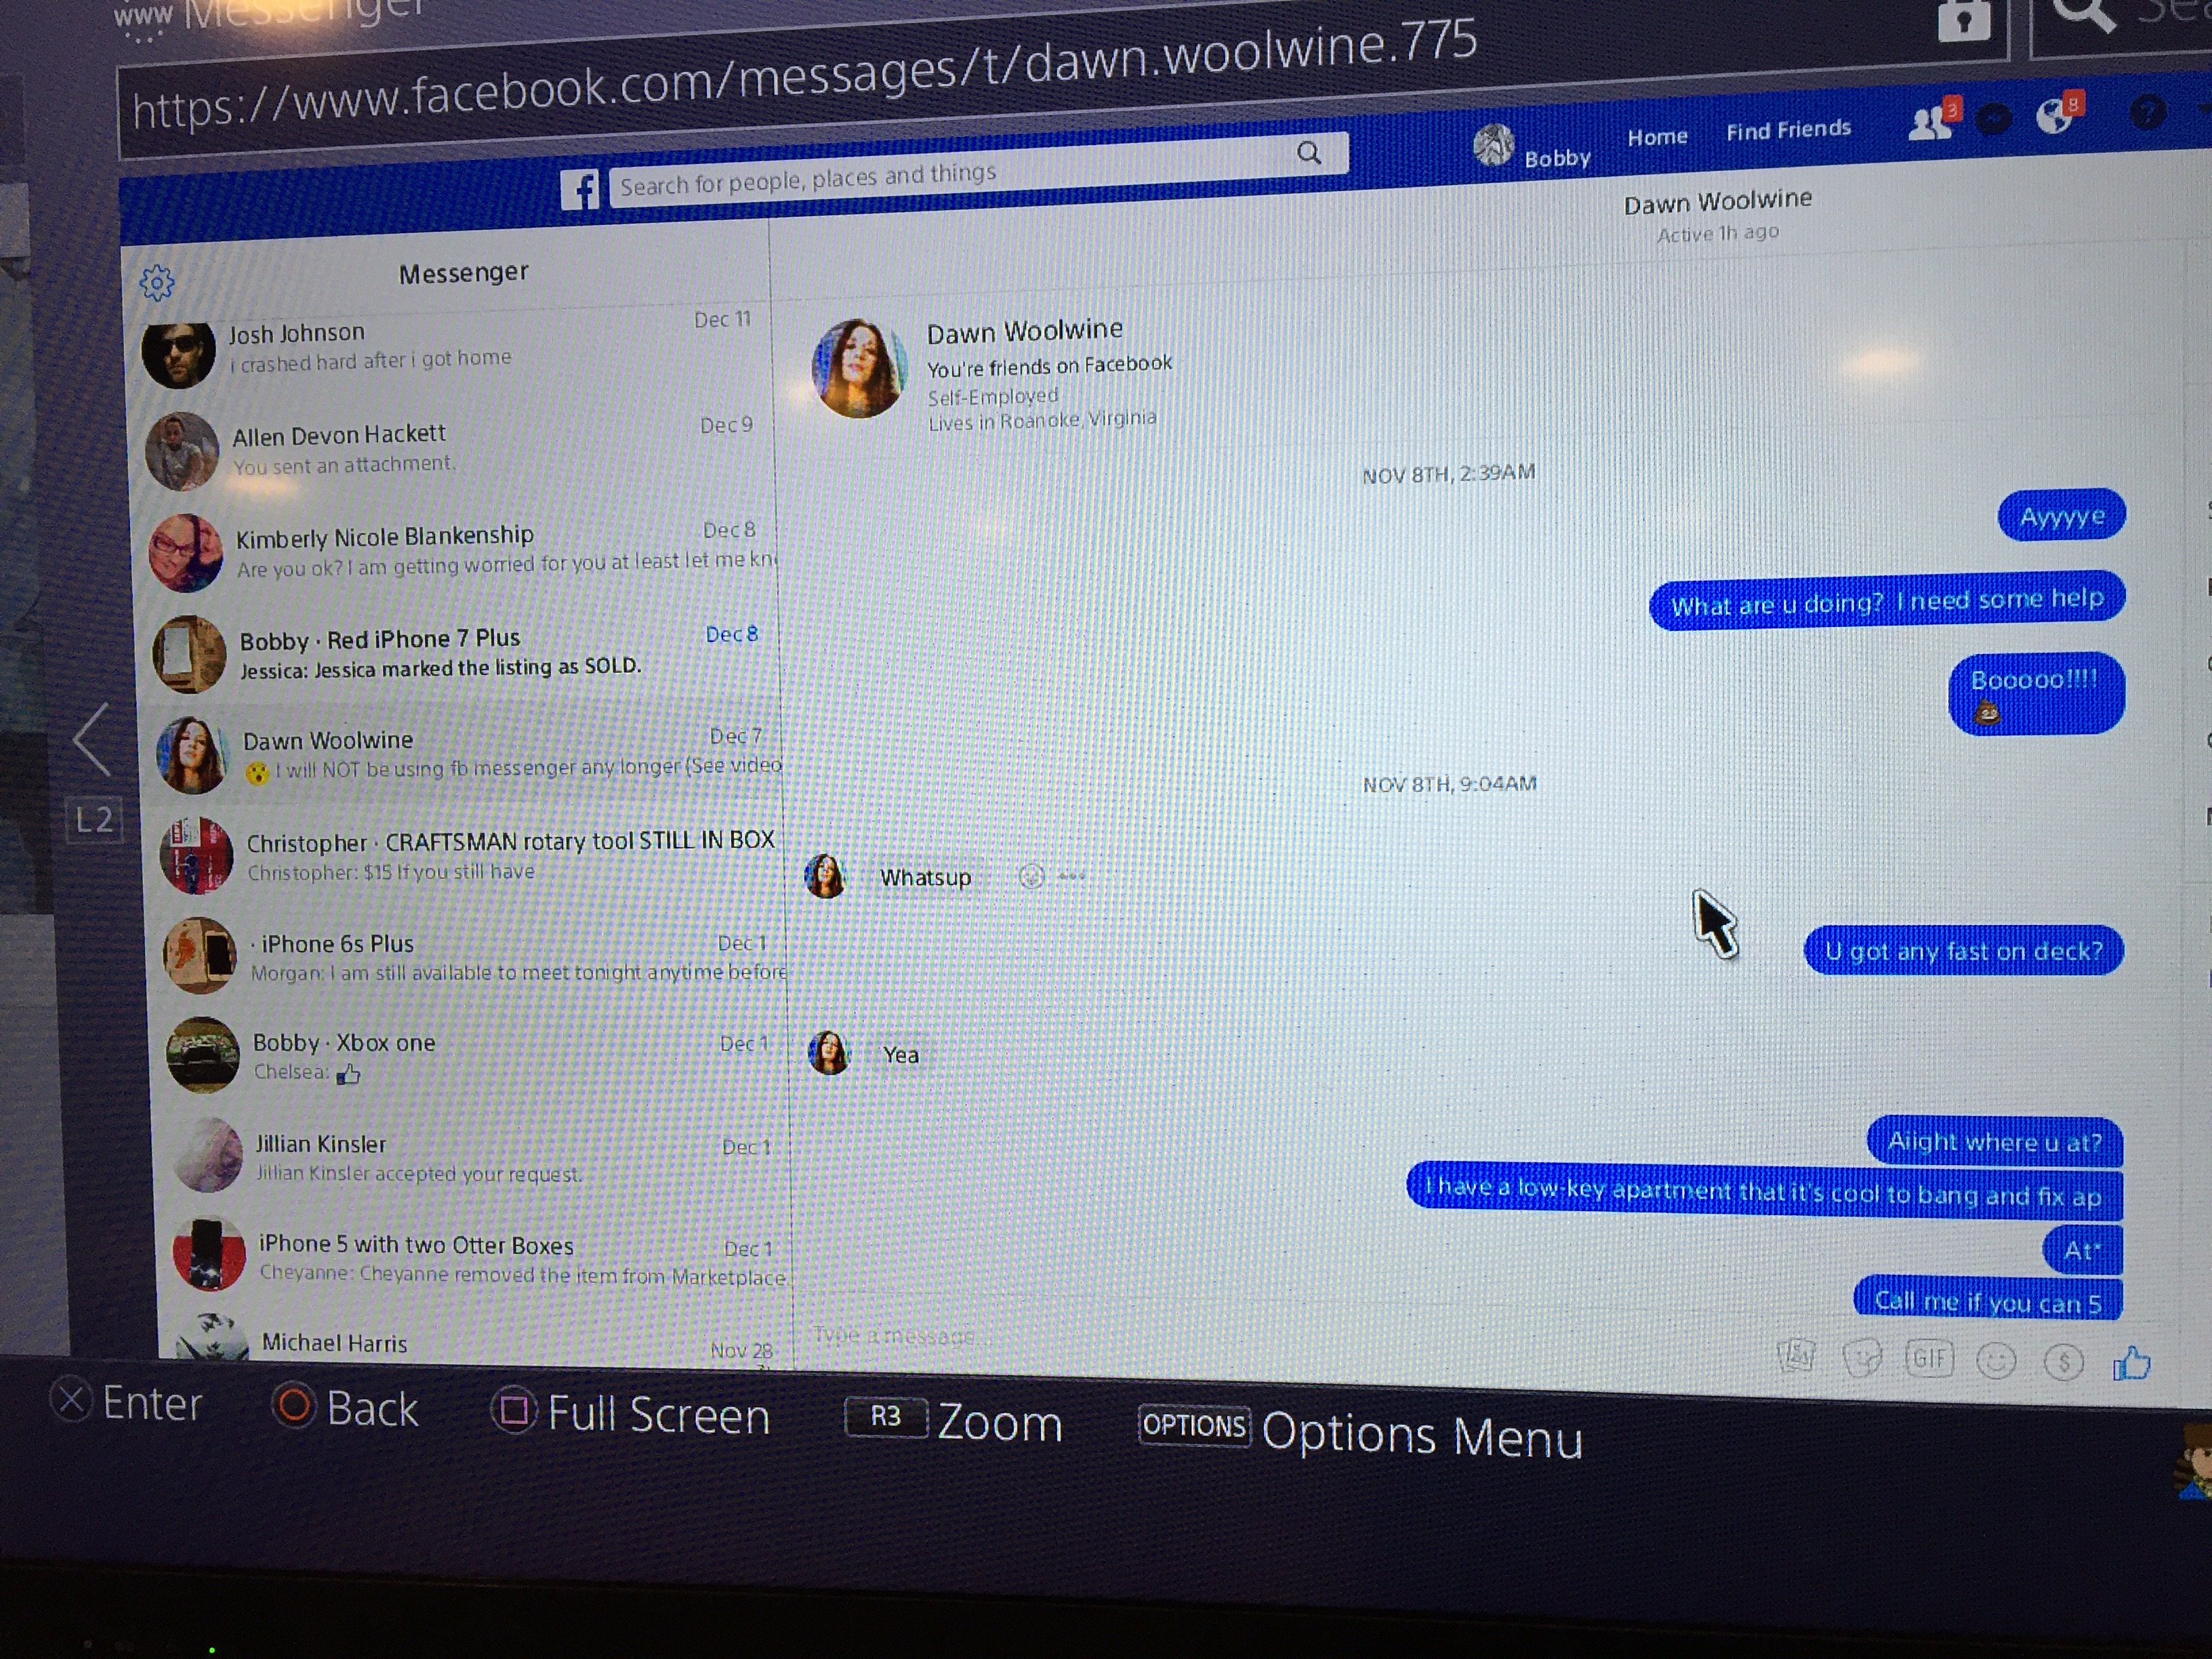 www Messenger
https://www.facebook.com/messages/t/dawn.woolwine.775
Search for people, places and things
Bobby
Home
Find Friends
3
8
?
Messenger
Dawn Woolwine
Active 1h ago
Josh Johnson
Dec 11
i crashed hard after i got home
Allen Devon Hackett
Dec 9
You sent an attachment.
Kimberly Nicole Blankenship
Dec 8
Are you ok? I am getting worried for you at least let me kn
Bobby · Red iPhone 7 Plus
Dec 8
Jessica: Jessica marked the listing as SOLD.
Dawn Woolwine
Dec 7
😯 I will NOT be using fb messenger any longer (See video
Christopher · CRAFTSMAN rotary tool STILL IN BOX
Christopher: $15 If you still have
· iPhone 6s Plus
Dec 1
Morgan: I am still available to meet tonight anytime before
Bobby · Xbox one
Dec 1
Chelsea: 👍
Jillian Kinsler
Dec 1
Jillian Kinsler accepted your request.
iPhone 5 with two Otter Boxes
Dec 1
Cheyanne: Cheyanne removed the item from Marketplace.
Michael Harris
Nov 28
Dawn Woolwine
You're friends on Facebook
Self-Employed
Lives in Roanoke, Virginia
NOV 8TH, 2:39AM
Ayyyye
What are u doing? I need some help
Booooo!!!!
💩
NOV 8TH, 9:04AM
Whatsup
U got any fast on deck?
Yea
Aiight where u at?
I have a low-key apartment that it's cool to bang and fix ap
At*
Call me if you can 5
Type a message...
GIF
$
L2
Enter
Back
Full Screen
R3 Zoom
OPTIONS Options Menu